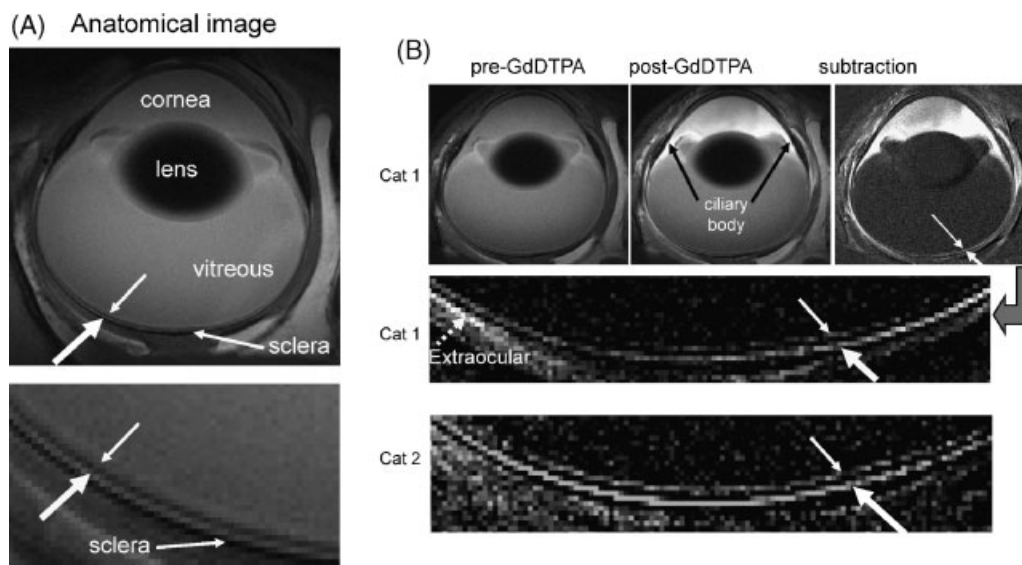 (A) Anatomical image
cornea
lens
vitreous
sclera
sclera
(B)
pre-GdDTPA post-GdDTPA subtraction
Cat 1
ciliary
body
Cat 1
Extraocular
Cat 2